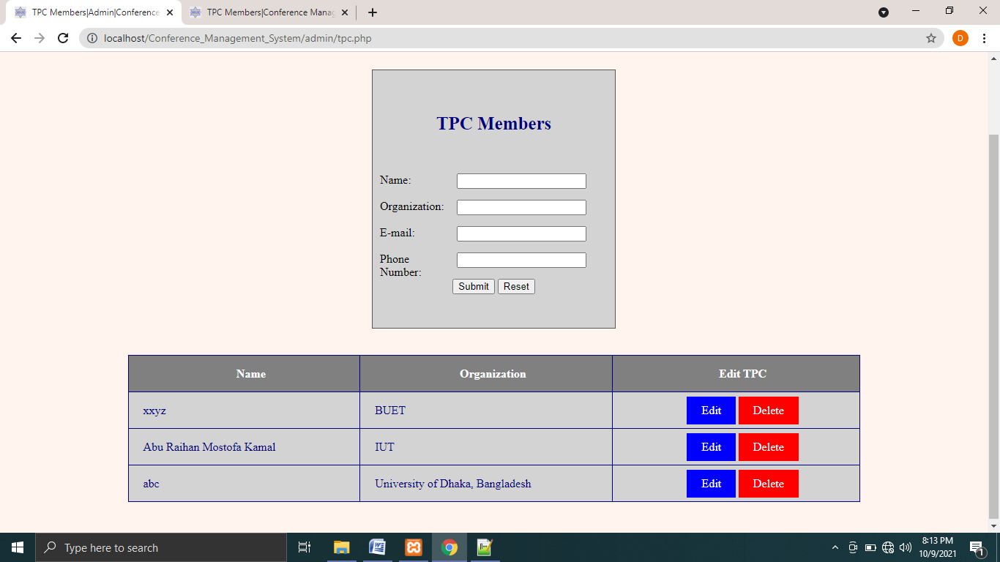 TPC Members|Admin|Conference
TPC Members|Conference Manag
localhost/Conference_Management_System/admin/tpc.php
D
TPC Members
Name:
Organization:
E-mail:
Phone
Number:
Submit Reset
Name Organization Edit TPC
xxyz BUET Edit Delete
Abu Raihan Mostofa Kamal IUT Edit Delete
abc University of Dhaka, Bangladesh Edit Delete
Type here to search
8:13 PM
10/9/2021
1